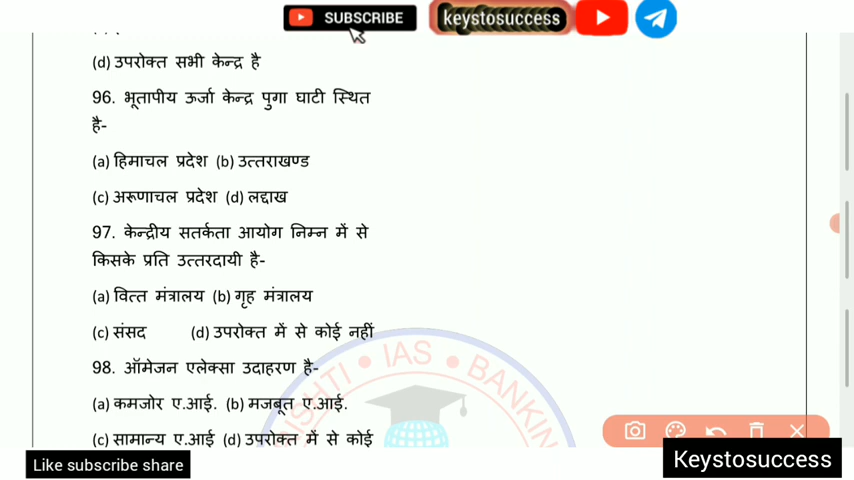 SUBSCRIBE
keystosuccess
(d) उपरोक्त सभी केन्द्र है
96. भूतापीय ऊर्जा केन्द्र पुगा घाटी स्थित
है-
(a) हिमाचल प्रदेश (b) उत्तराखण्ड
(c) अरूणाचल प्रदेश (d) लद्दाख
97. केन्द्रीय सतर्कता आयोग निम्न में से
किसके प्रति उत्तरदायी है-
(a) वित्त मंत्रालय (b) गृह मंत्रालय
(c) संसद (d) उपरोक्त में से कोई नहीं
98. ऑमेजन एलेक्सा उदाहरण है-
(a) कमजोर ए.आई. (b) मजबूत ए.आई.
(c) सामान्य ए.आई (d) उपरोक्त में से कोई
• IAS • BANKIN
Like subscribe share
Keystosuccess